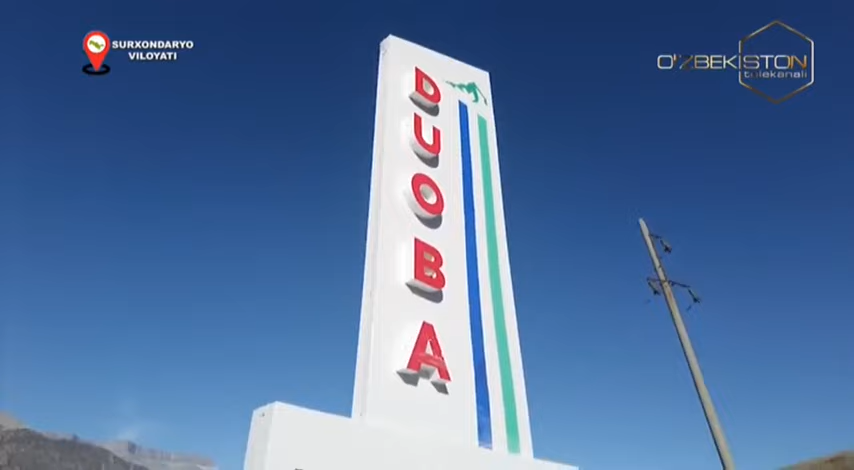 SURXONDARYO
VILOYATI
O'ZBEKISTON
telekanali
DUOBA